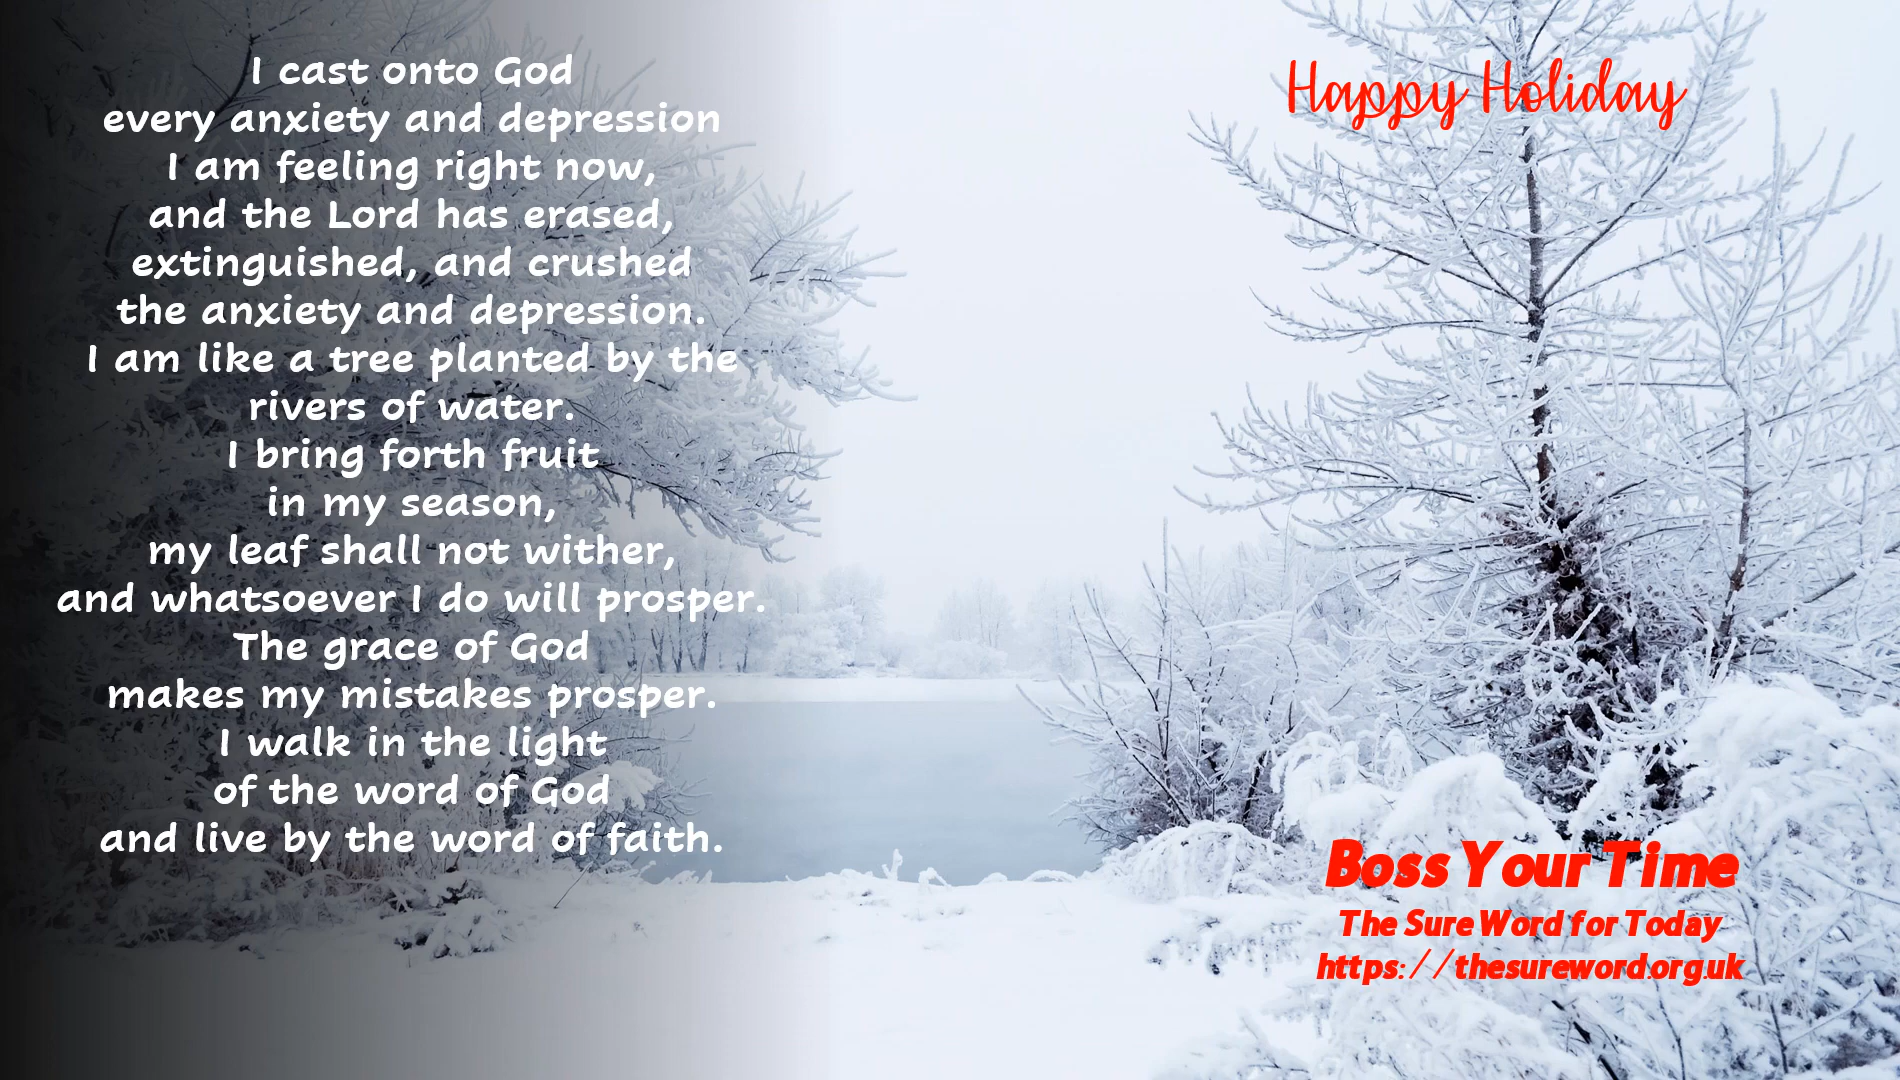 I cast onto God
every anxiety and depression
I am feeling right now,
and the Lord has erased,
extinguished, and crushed
the anxiety and depression.
I am like a tree planted by the
rivers of water.
I bring forth fruit
in my season,
my leaf shall not wither,
and whatsoever I do will prosper.
The grace of God
makes my mistakes prosper.
I walk in the light
of the word of God
and live by the word of faith.
Happy Holiday
Boss Your Time
The Sure Word for Today
https://thesureword.org.uk